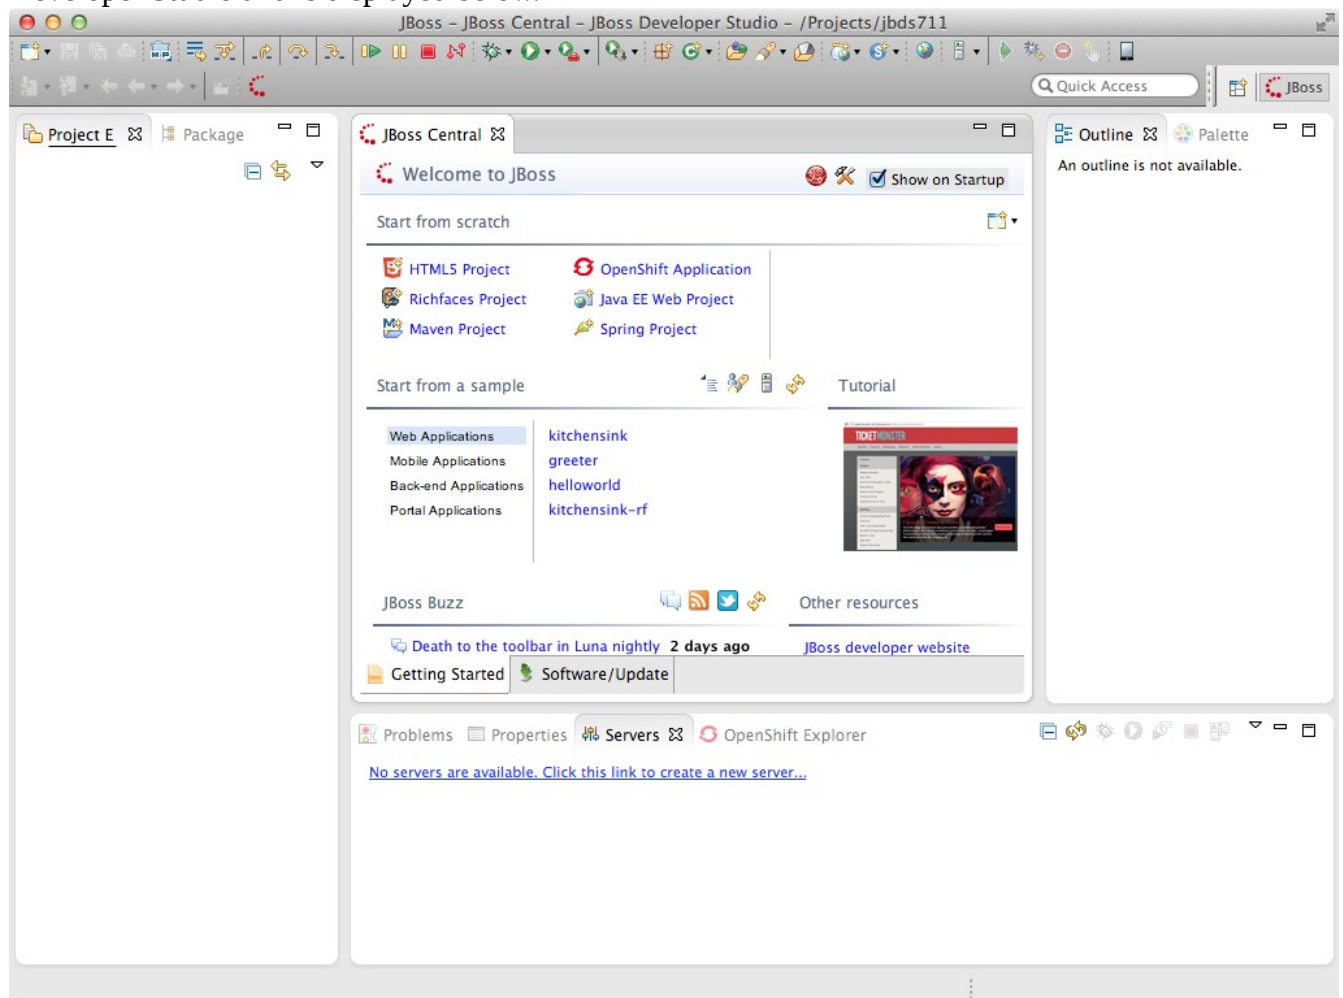 JBoss – JBoss Central – JBoss Developer Studio – /Projects/jbds711
Quick Access
JBoss
Project E
Package
JBoss Central
Outline
Palette
Welcome to JBoss
Show on Startup
An outline is not available.
Start from scratch
HTML5 Project
OpenShift Application
Richfaces Project
Java EE Web Project
Maven Project
Spring Project
Start from a sample
Tutorial
Web Applications
kitchensink
Mobile Applications
greeter
Back-end Applications
helloworld
Portal Applications
kitchensink-rf
TICKETMONSTER
JBoss Buzz
Other resources
Death to the toolbar in Luna nightly 2 days ago
JBoss developer website
Getting Started
Software/Update
Problems
Properties
Servers
OpenShift Explorer
No servers are available. Click this link to create a new server...